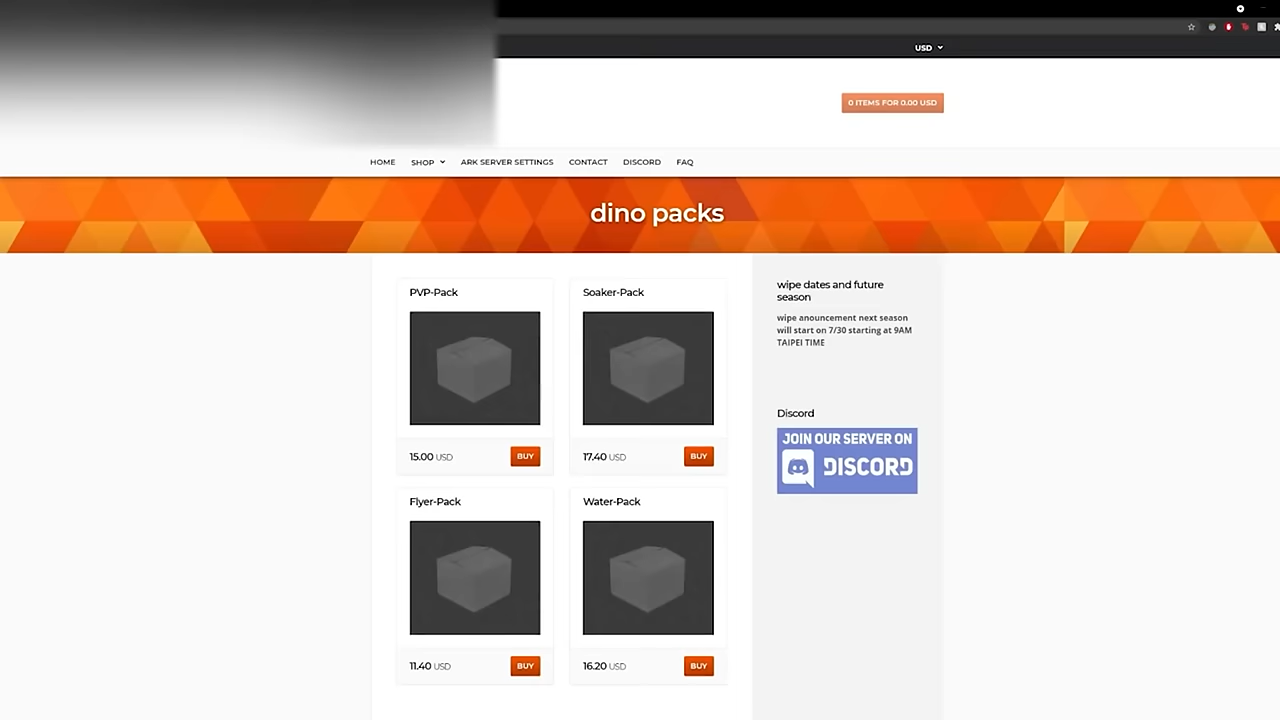 USD
0 ITEMS FOR 0.00 USD
HOME SHOP ARK SERVER SETTINGS CONTACT DISCORD FAQ
dino packs
PVP-Pack
15.00 USD BUY
Soaker-Pack
17.40 USD BUY
Flyer-Pack
11.40 USD BUY
Water-Pack
16.20 USD BUY
wipe dates and future
season
wipe anouncement next season
will start on 7/30 starting at 9AM
TAIPEI TIME
Discord
JOIN OUR SERVER ON
DISCORD